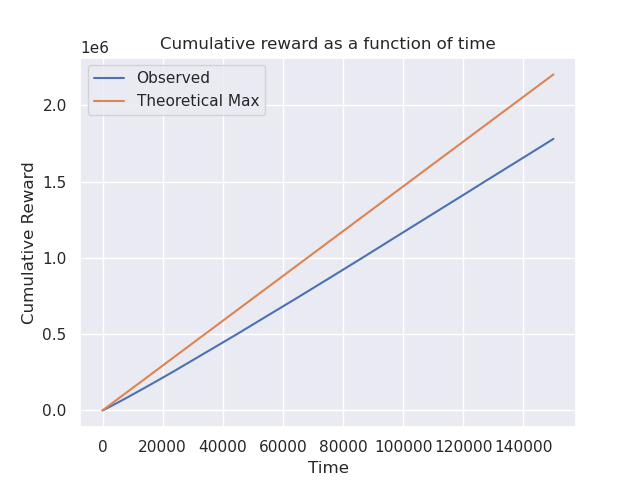 Cumulative reward as a function of time
1e6
Observed
Theoretical Max
2.0
1.5
1.0
0.5
0.0
Cumulative Reward
0 20000 40000 60000 80000 100000 120000 140000
Time